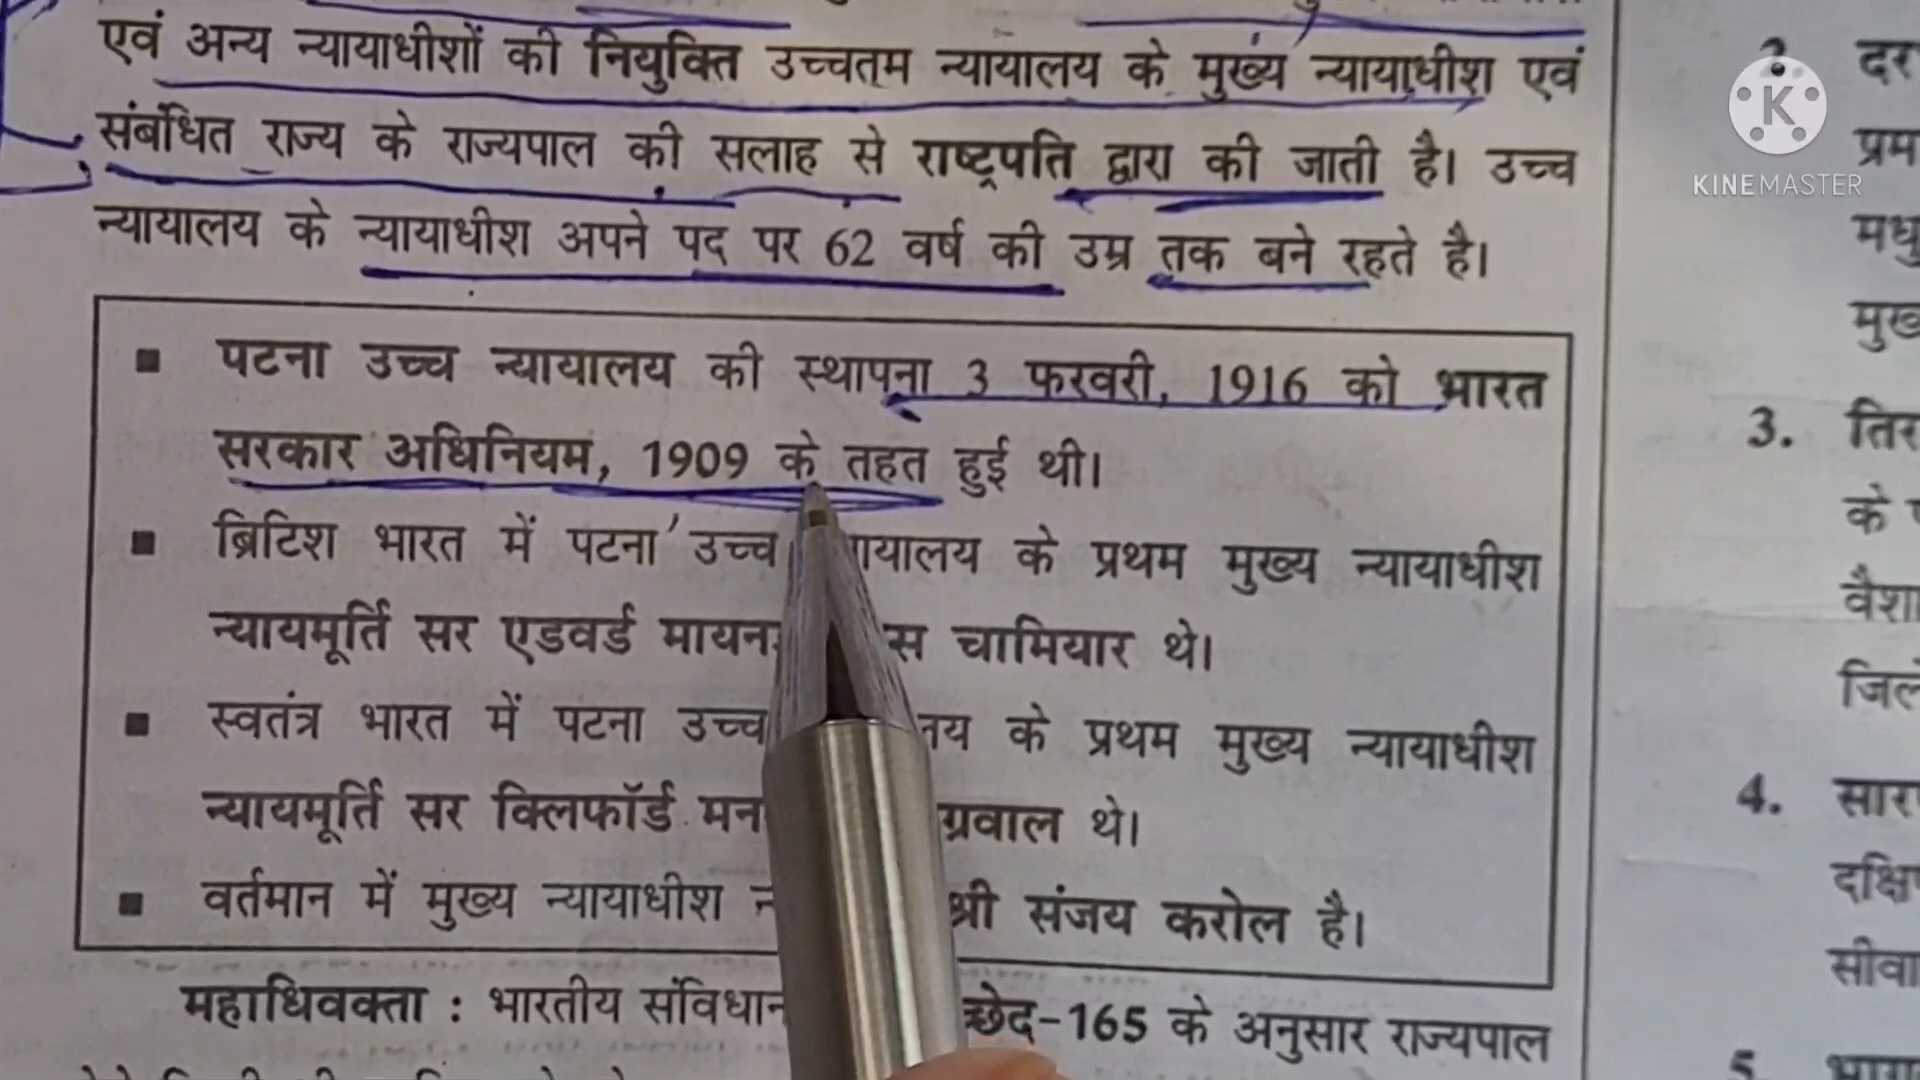 एवं अन्य न्यायाधीशों की नियुक्ति उच्चतम न्यायालय के मुख्य न्यायाधीश एवं
संबंधित राज्य के राज्यपाल की सलाह से राष्ट्रपति द्वारा की जाती है। उच्च
न्यायालय के न्यायाधीश अपने पद पर 62 वर्ष की उम्र तक बने रहते है।
▪ पटना उच्च न्यायालय की स्थापना 3 फरवरी, 1916 को भारत
सरकार अधिनियम, 1909 के तहत हुई थी।
▪ ब्रिटिश भारत में पटना उच्च के प्रथम मुख्य न्यायाधीश
न्यायमूर्ति सर एडवर्ड चामियार थे।
▪ स्वतंत्र भारत में पटना उच्च के प्रथम मुख्य न्यायाधीश
न्यायमूर्ति सर क्लिफॉर्ड थे।
▪ वर्तमान में मुख्य न्यायाधीश श्री संजय करोल है।
महाधिवक्ता : भारतीय संविधान -165 के अनुसार राज्यपाल
K
KINEMASTER
3.
के
4.
5.